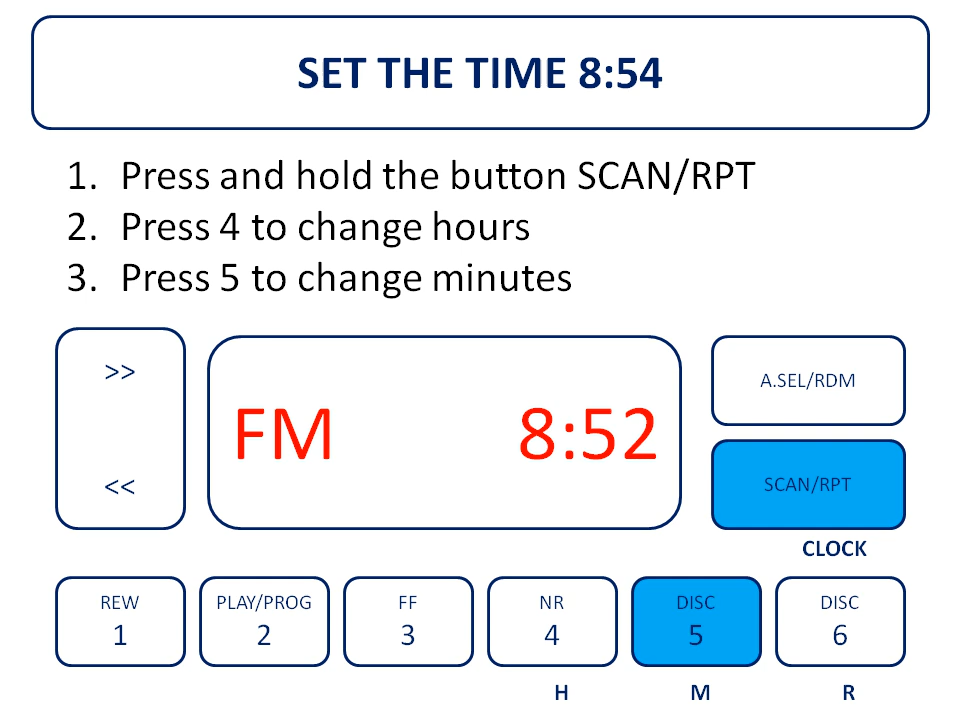 SET THE TIME 8:54
1. Press and hold the button SCAN/RPT
2. Press 4 to change hours
3. Press 5 to change minutes
>>
<<
FM 8:52
A.SEL/RDM
SCAN/RPT
CLOCK
REW
1
PLAY/PROG
2
FF
3
NR
4
DISC
5
DISC
6
H M R